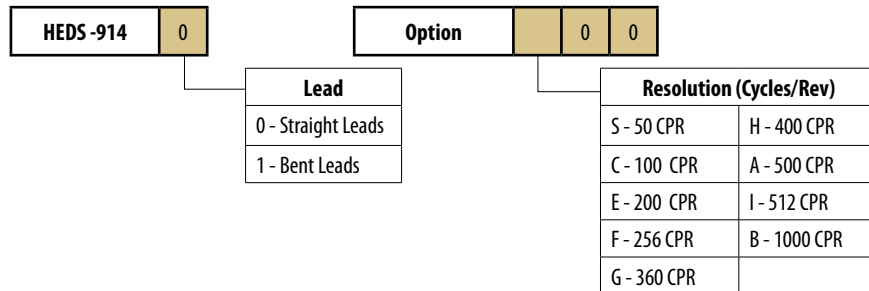 HEDS -914 0 Option 0 0
Lead
0 - Straight Leads
1 - Bent Leads
Resolution (Cycles/Rev)
S - 50 CPR H - 400 CPR
C - 100 CPR A - 500 CPR
E - 200 CPR I - 512 CPR
F - 256 CPR B - 1000 CPR
G - 360 CPR